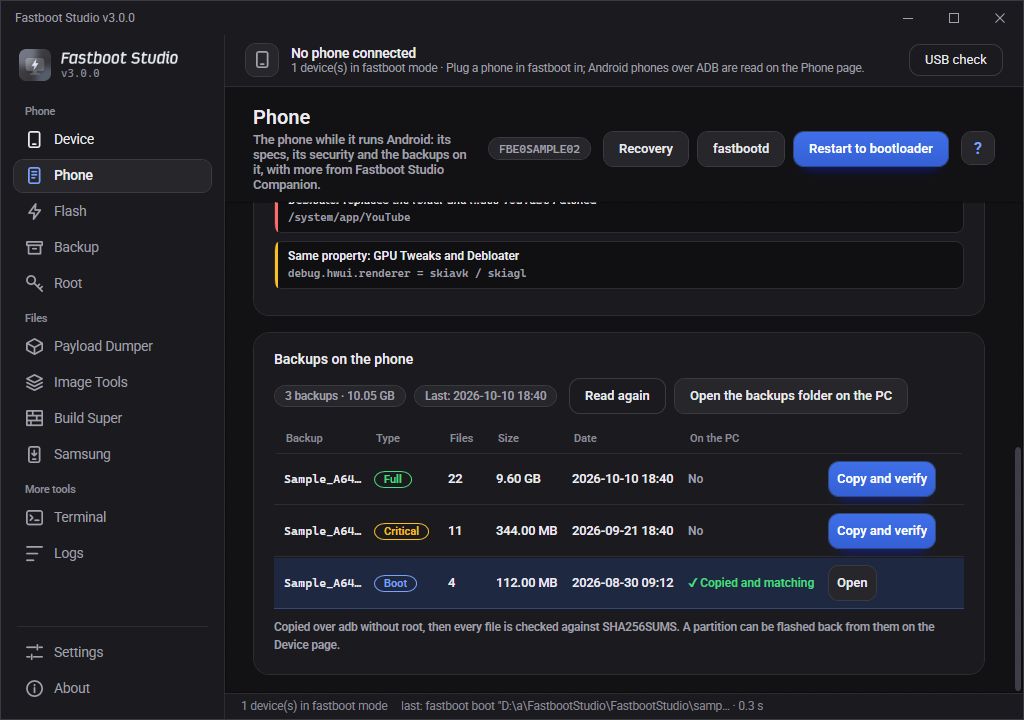 Fastboot Studio v3.0.0
Fastboot Studio
v3.0.0
Phone
Device
Phone
Flash
Backup
Root
Files
Payload Dumper
Image Tools
Build Super
Samsung
More tools
Terminal
Logs
Settings
About
No phone connected
1 device(s) in fastboot mode · Plug a phone in fastboot in; Android phones over ADB are read on the Phone page.
USB check
Phone
The phone while it runs Android: its
specs, its security and the backups on
it, with more from Fastboot Studio
Companion.
FBE0SAMPLE02
Recovery
fastbootd
Restart to bootloader
?
/system/app/YouTube
Same property: GPU Tweaks and Debloater
debug.hwui.renderer = skiavk / skiagl
Backups on the phone
3 backups · 10.05 GB
Last: 2026-10-10 18:40
Read again
Open the backups folder on the PC
Backup Type Files Size Date On the PC
Sample_A64… Full 22 9.60 GB 2026-10-10 18:40 No Copy and verify
Sample_A64… Critical 11 344.00 MB 2026-09-21 18:40 No Copy and verify
Sample_A64… Boot 4 112.00 MB 2026-08-30 09:12 ✓ Copied and matching Open
Copied over adb without root, then every file is checked against SHA256SUMS. A partition can be flashed back from them on the
Device page.
1 device(s) in fastboot mode last: fastboot boot "D:\a\FastbootStudio\FastbootStudio\samp… · 0.3 s